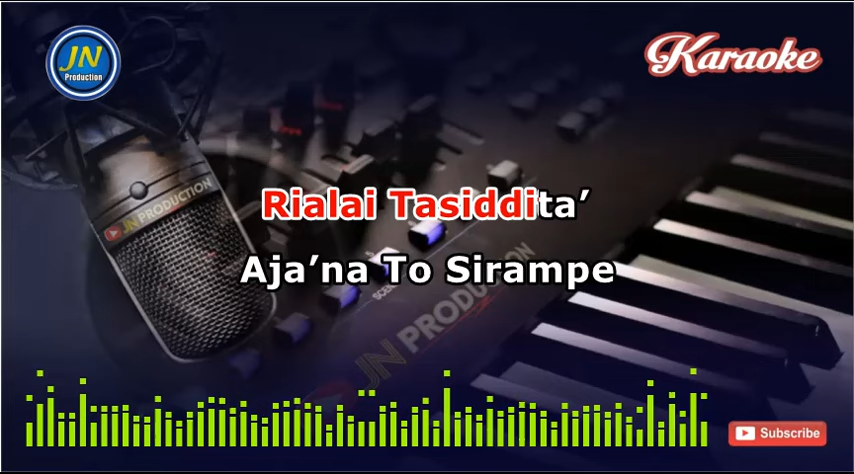 JN
Production
Karaoke
JN PRODUCTION
Rialai Tasiddita’
Aja’na To Sirampe
JN PRODUCTION
Subscribe